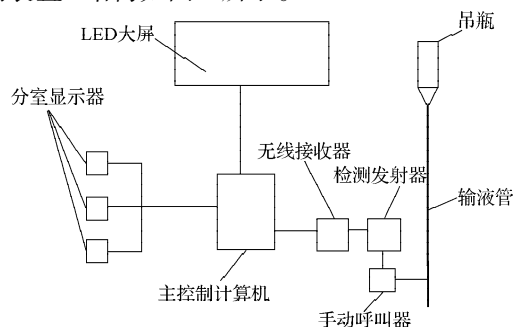 LED大屏
吊瓶
分室显示器
无线接收器
检测发射器
输液管
主控制计算机
手动呼叫器